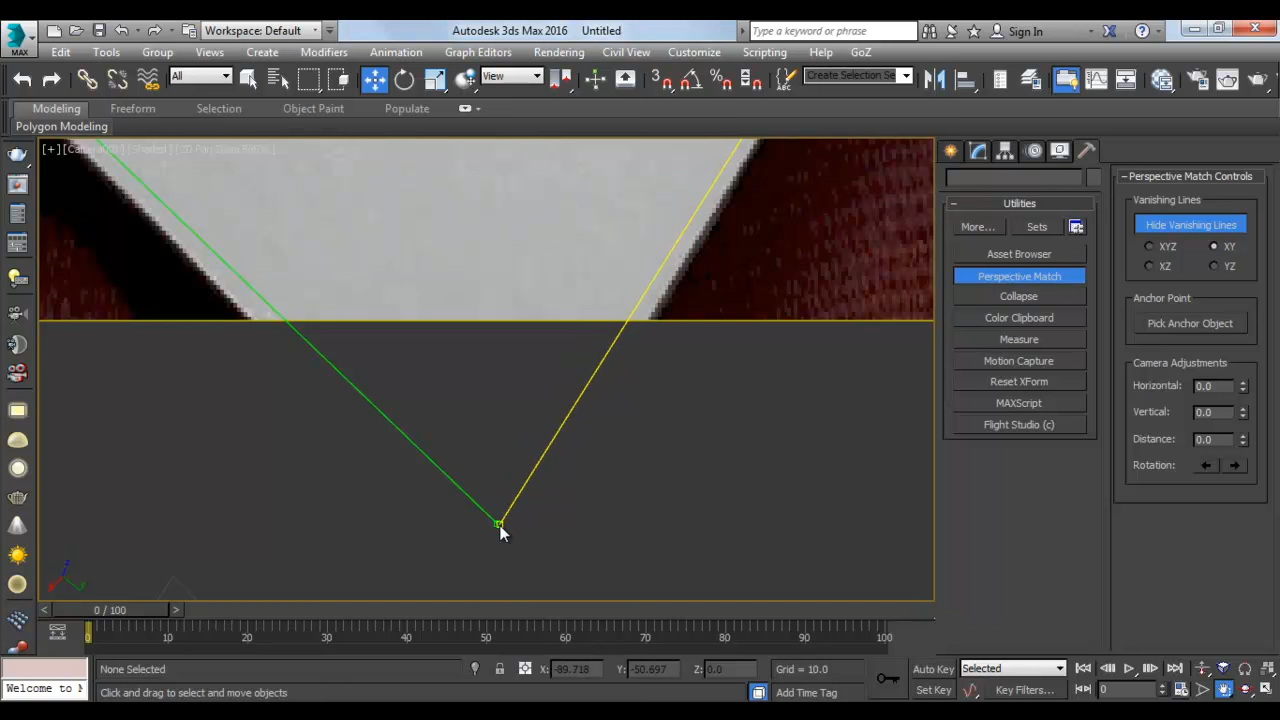 MAX
Workspace: Default
Autodesk 3ds Max 2016 Untitled
Type a keyword or phrase
Sign In
Edit Tools Group Views Create Modifiers Animation Graph Editors Rendering Civil View Customize Scripting Help GoZ
All
View
3
Create Selection Se
Modeling Freeform Selection Object Paint Populate
Polygon Modeling
Utilities
More... Sets
Asset Browser
Perspective Match
Collapse
Color Clipboard
Measure
Motion Capture
Reset XForm
MAXScript
Flight Studio (c)
Perspective Match Controls
Vanishing Lines
Hide Vanishing Lines
XYZ XY
XZ YZ
Anchor Point
Pick Anchor Object
Camera Adjustments
Horizontal: 0.0
Vertical: 0.0
Distance: 0.0
Rotation:
0 / 100
0 10 20 30 40 50 60 70 80 90 100
None Selected
X: -89.718 Y: -50.697 Z: 0.0
Grid = 10.0
Auto Key Selected
Welcome to M
Click and drag to select and move objects
Add Time Tag
Set Key Key Filters... 0